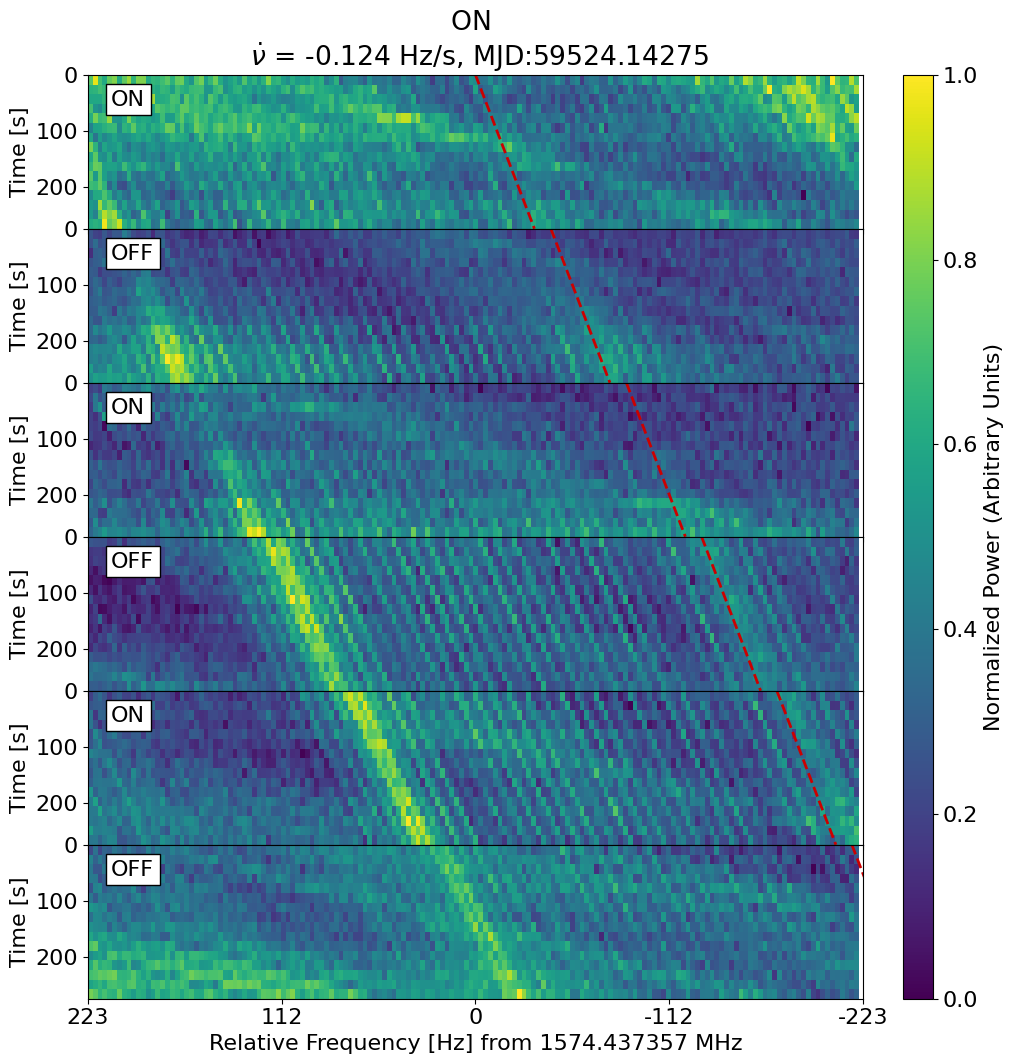 ON
ν̇ = -0.124 Hz/s, MJD:59524.14275
0
ON
100
200
Time [s]
0
OFF
100
200
Time [s]
0
ON
100
200
Time [s]
0
OFF
100
200
Time [s]
0
ON
100
200
Time [s]
0
OFF
100
200
Time [s]
223 112 0 -112 -223
Relative Frequency [Hz] from 1574.437357 MHz
1.0
0.8
0.6
0.4
0.2
0.0
Normalized Power (Arbitrary Units)